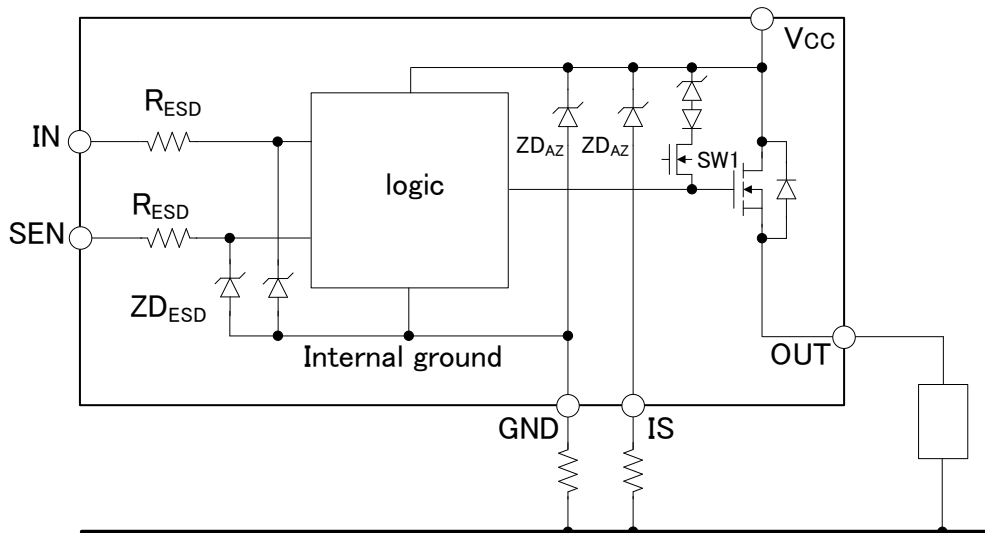 VCC
RESD
IN
ZDAZ
ZDAZ
SW1
logic
RESD
SEN
ZDESD
Internal ground
OUT
GND
IS